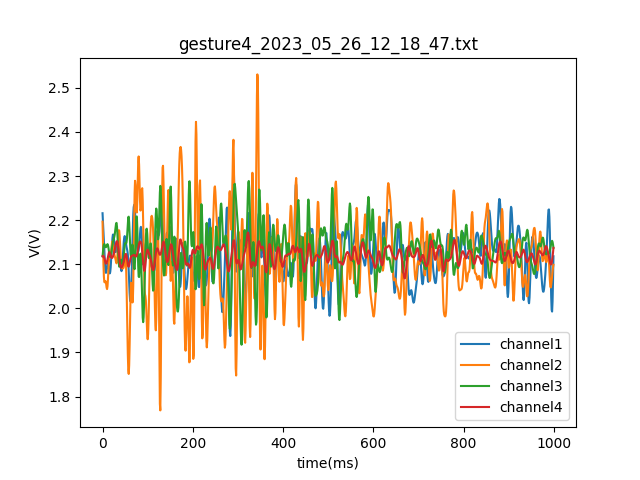 gesture4_2023_05_26_12_18_47.txt
2.5
2.4
2.3
2.2
2.1
2.0
1.9
1.8
V(V)
channel1
channel2
channel3
channel4
0
200
400
600
800
1000
time(ms)